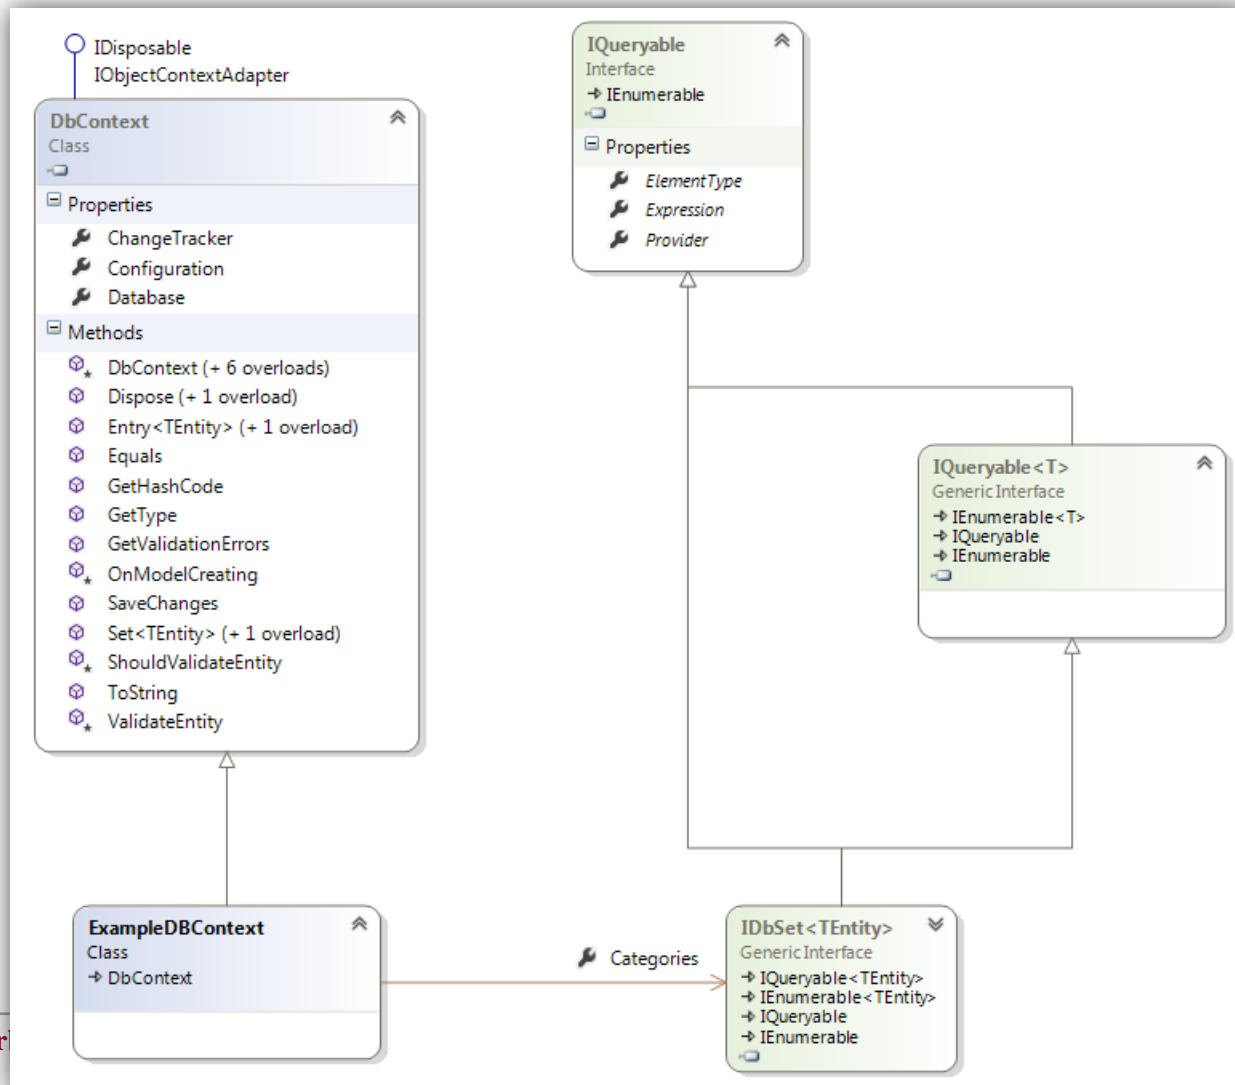 IDisposable
IObjectContextAdapter
DbContext
Class
Properties
ChangeTracker
Configuration
Database
Methods
DbContext (+ 6 overloads)
Dispose (+ 1 overload)
Entry<TEntity> (+ 1 overload)
Equals
GetHashCode
GetType
GetValidationErrors
OnModelCreating
SaveChanges
Set<TEntity> (+ 1 overload)
ShouldValidateEntity
ToString
ValidateEntity
ExampleDBContext
Class
DbContext
Categories
IQueryable
Interface
IEnumerable
Properties
ElementType
Expression
Provider
IQueryable<T>
Generic Interface
IEnumerable<T>
IQueryable
IEnumerable
IDbSet<TEntity>
Generic Interface
IQueryable<TEntity>
IEnumerable<TEntity>
IQueryable
IEnumerable